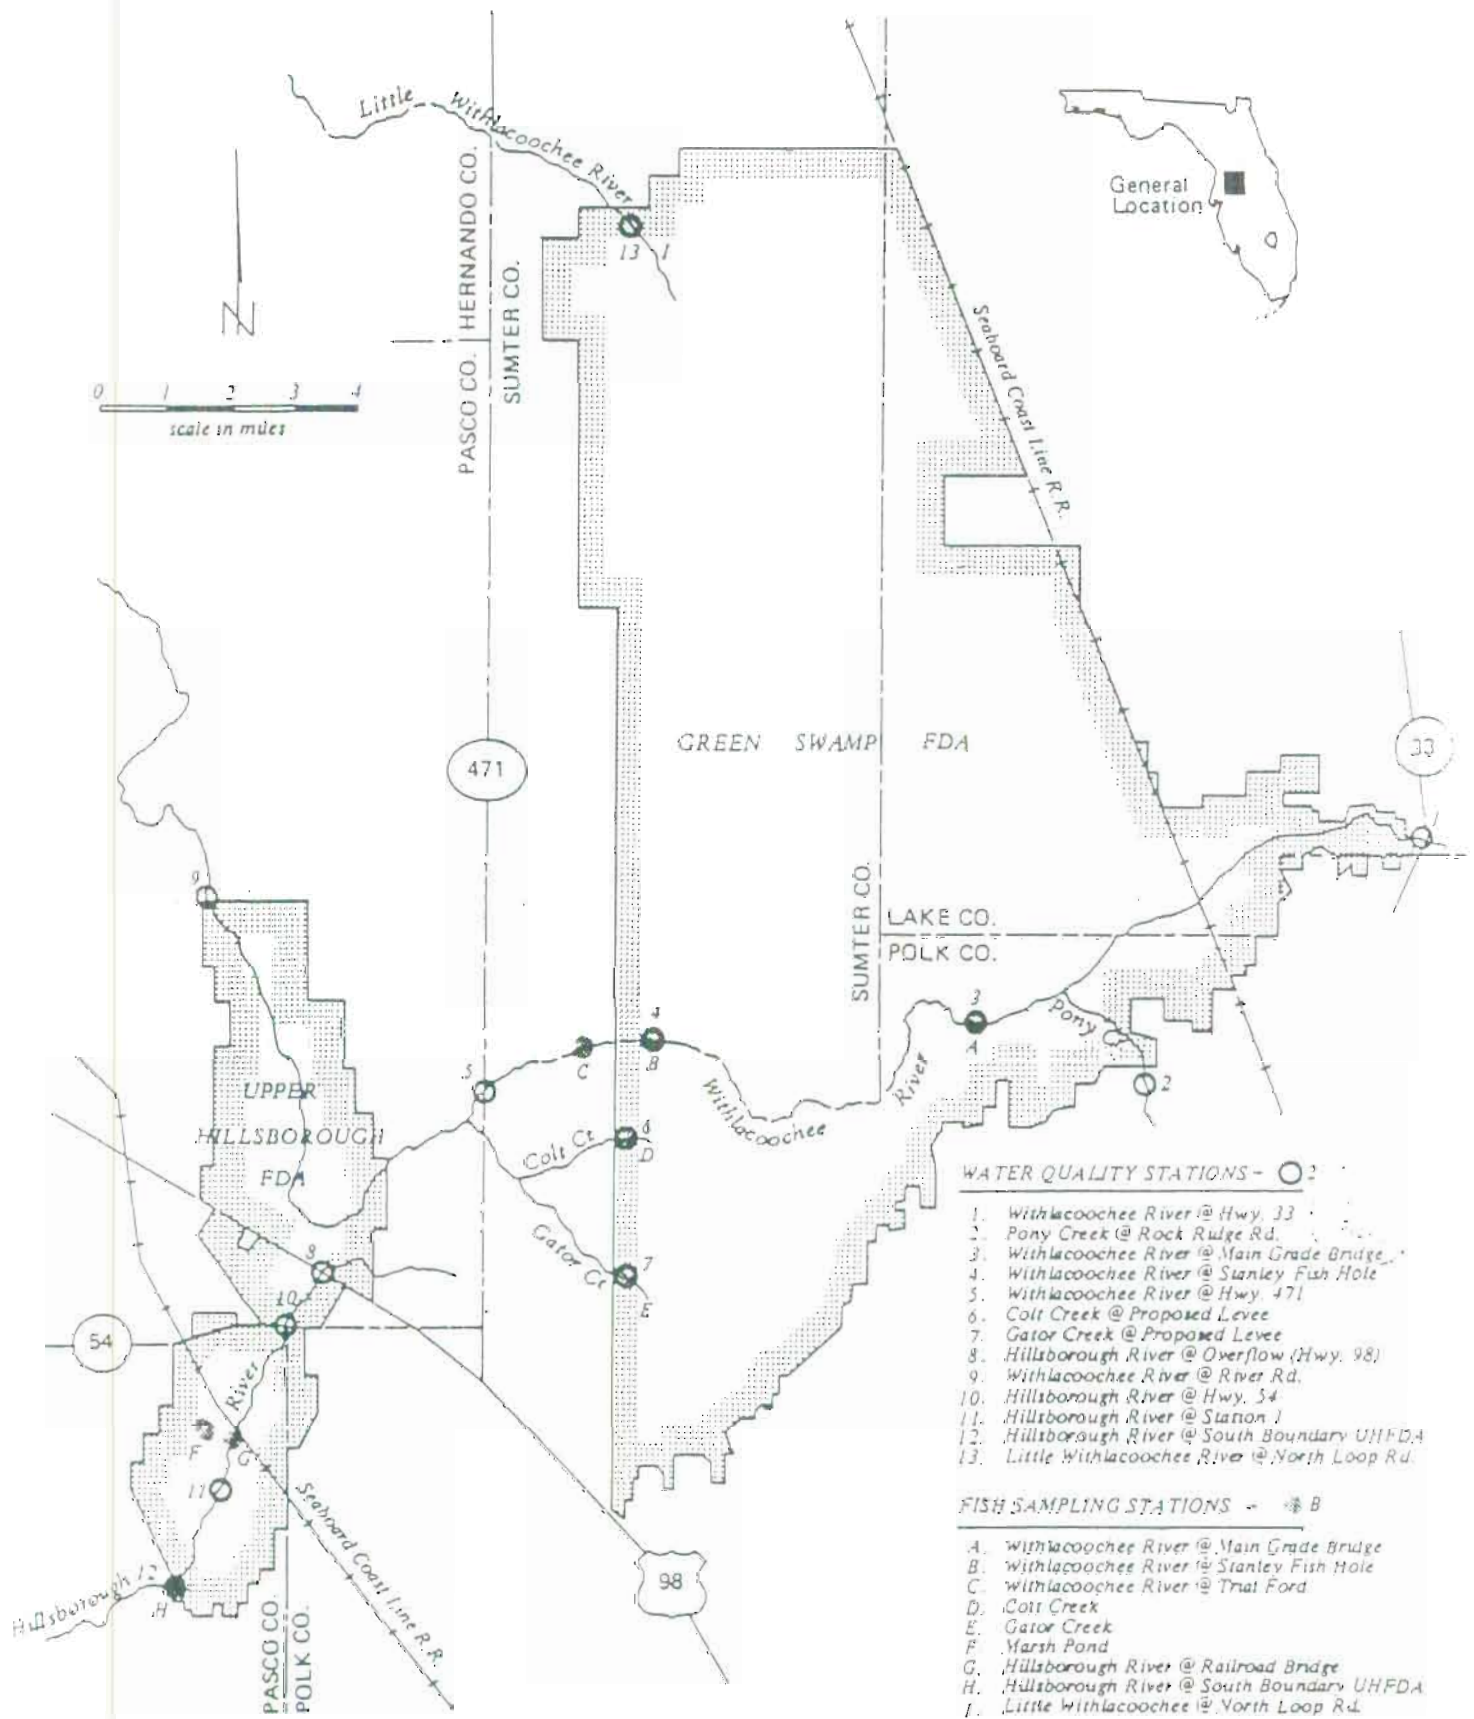 Little Withlacoochee River
HERNANDO CO.
PASCO CO.
SUMTER CO.
N
0 1 2 3 4
scale in miles
General
Location
13 I
Seaboard Coast Line R.R.
GREEN SWAMP FDA
471
33
1
9
SUMTER CO.
LAKE CO.
POLK CO.
3
A
Pony
2
4
B
C
5
Withlacoochee River
UPPER
HILLSBOROUGH
FDA
Colt Ct
6
D
Gator Ct
7
E
8
10
54
River
F
G
11
12
H
Hillsborough
Seaboard Coast Line R.R.
PASCO CO.
POLK CO.
98
WATER QUALITY STATIONS - 2
1. Withlacoochee River @ Hwy. 33
2. Pony Creek @ Rock Ridge Rd.
3. Withlacoochee River @ Main Grade Bridge
4. Withlacoochee River @ Stanley Fish Hole
5. Withlacoochee River @ Hwy. 471
6. Colt Creek @ Proposed Levee
7. Gator Creek @ Proposed Levee
8. Hillsborough River @ Overflow (Hwy. 98)
9. Withlacoochee River @ River Rd.
10. Hillsborough River @ Hwy. 54
11. Hillsborough River @ Station 1
12. Hillsborough River @ South Boundary UHFDA
13. Little Withlacoochee River @ North Loop Rd.
FISH SAMPLING STATIONS - B
A. Withlacoochee River @ Main Grade Bridge
B. Withlacoochee River @ Stanley Fish Hole
C. Withlacoochee River @ Trial Ford
D. Colt Creek
E. Gator Creek
F. Marsh Pond
G. Hillsborough River @ Railroad Bridge
H. Hillsborough River @ South Boundary UHFDA
I. Little Withlacoochee @ North Loop Rd.